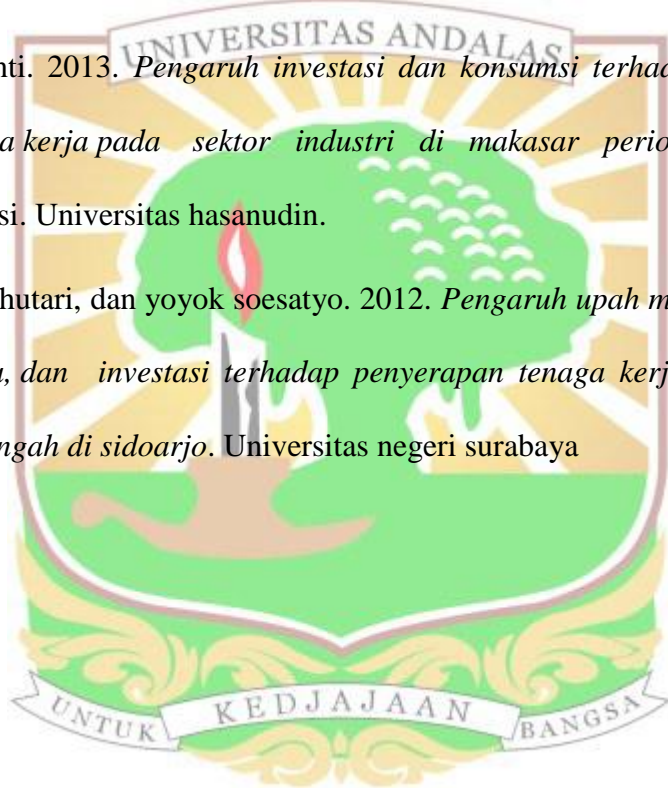 UNIVERSITAS ANDALAS
nti. 2013. Pengaruh investasi dan konsumsi terhad
a kerja pada sektor industri di makasar perio
si. Universitas hasanudin.
hutari, dan yoyok soesatyo. 2012. Pengaruh upah m
, dan investasi terhadap penyerapan tenaga kerj
ngah di sidoarjo. Universitas negeri surabaya
UNTUK KEDJAJAAN BANGSA